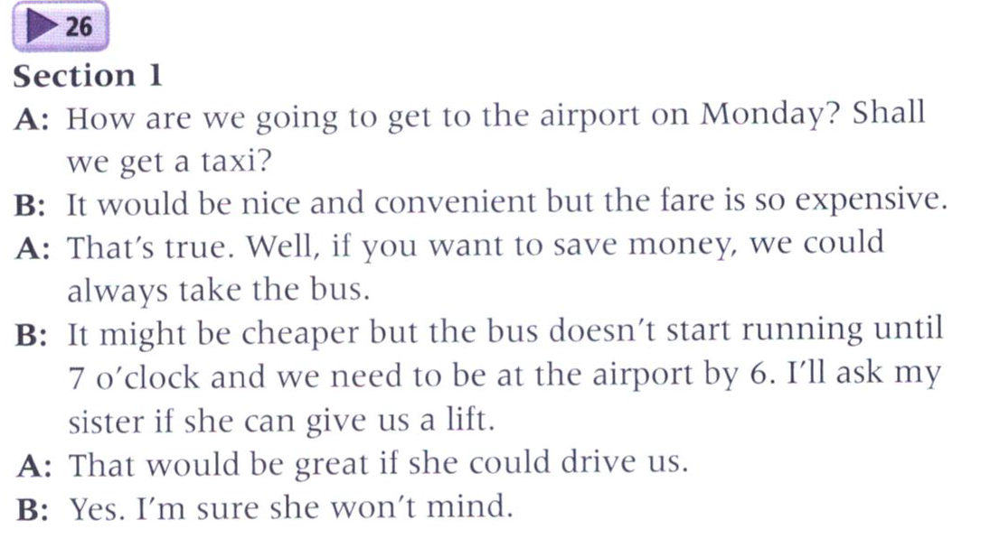 26
Section 1
A: How are we going to get to the airport on Monday? Shall
we get a taxi?
B: It would be nice and convenient but the fare is so expensive.
A: That's true. Well, if you want to save money, we could
always take the bus.
B: It might be cheaper but the bus doesn't start running until
7 o'clock and we need to be at the airport by 6. I'll ask my
sister if she can give us a lift.
A: That would be great if she could drive us.
B: Yes. I'm sure she won't mind.